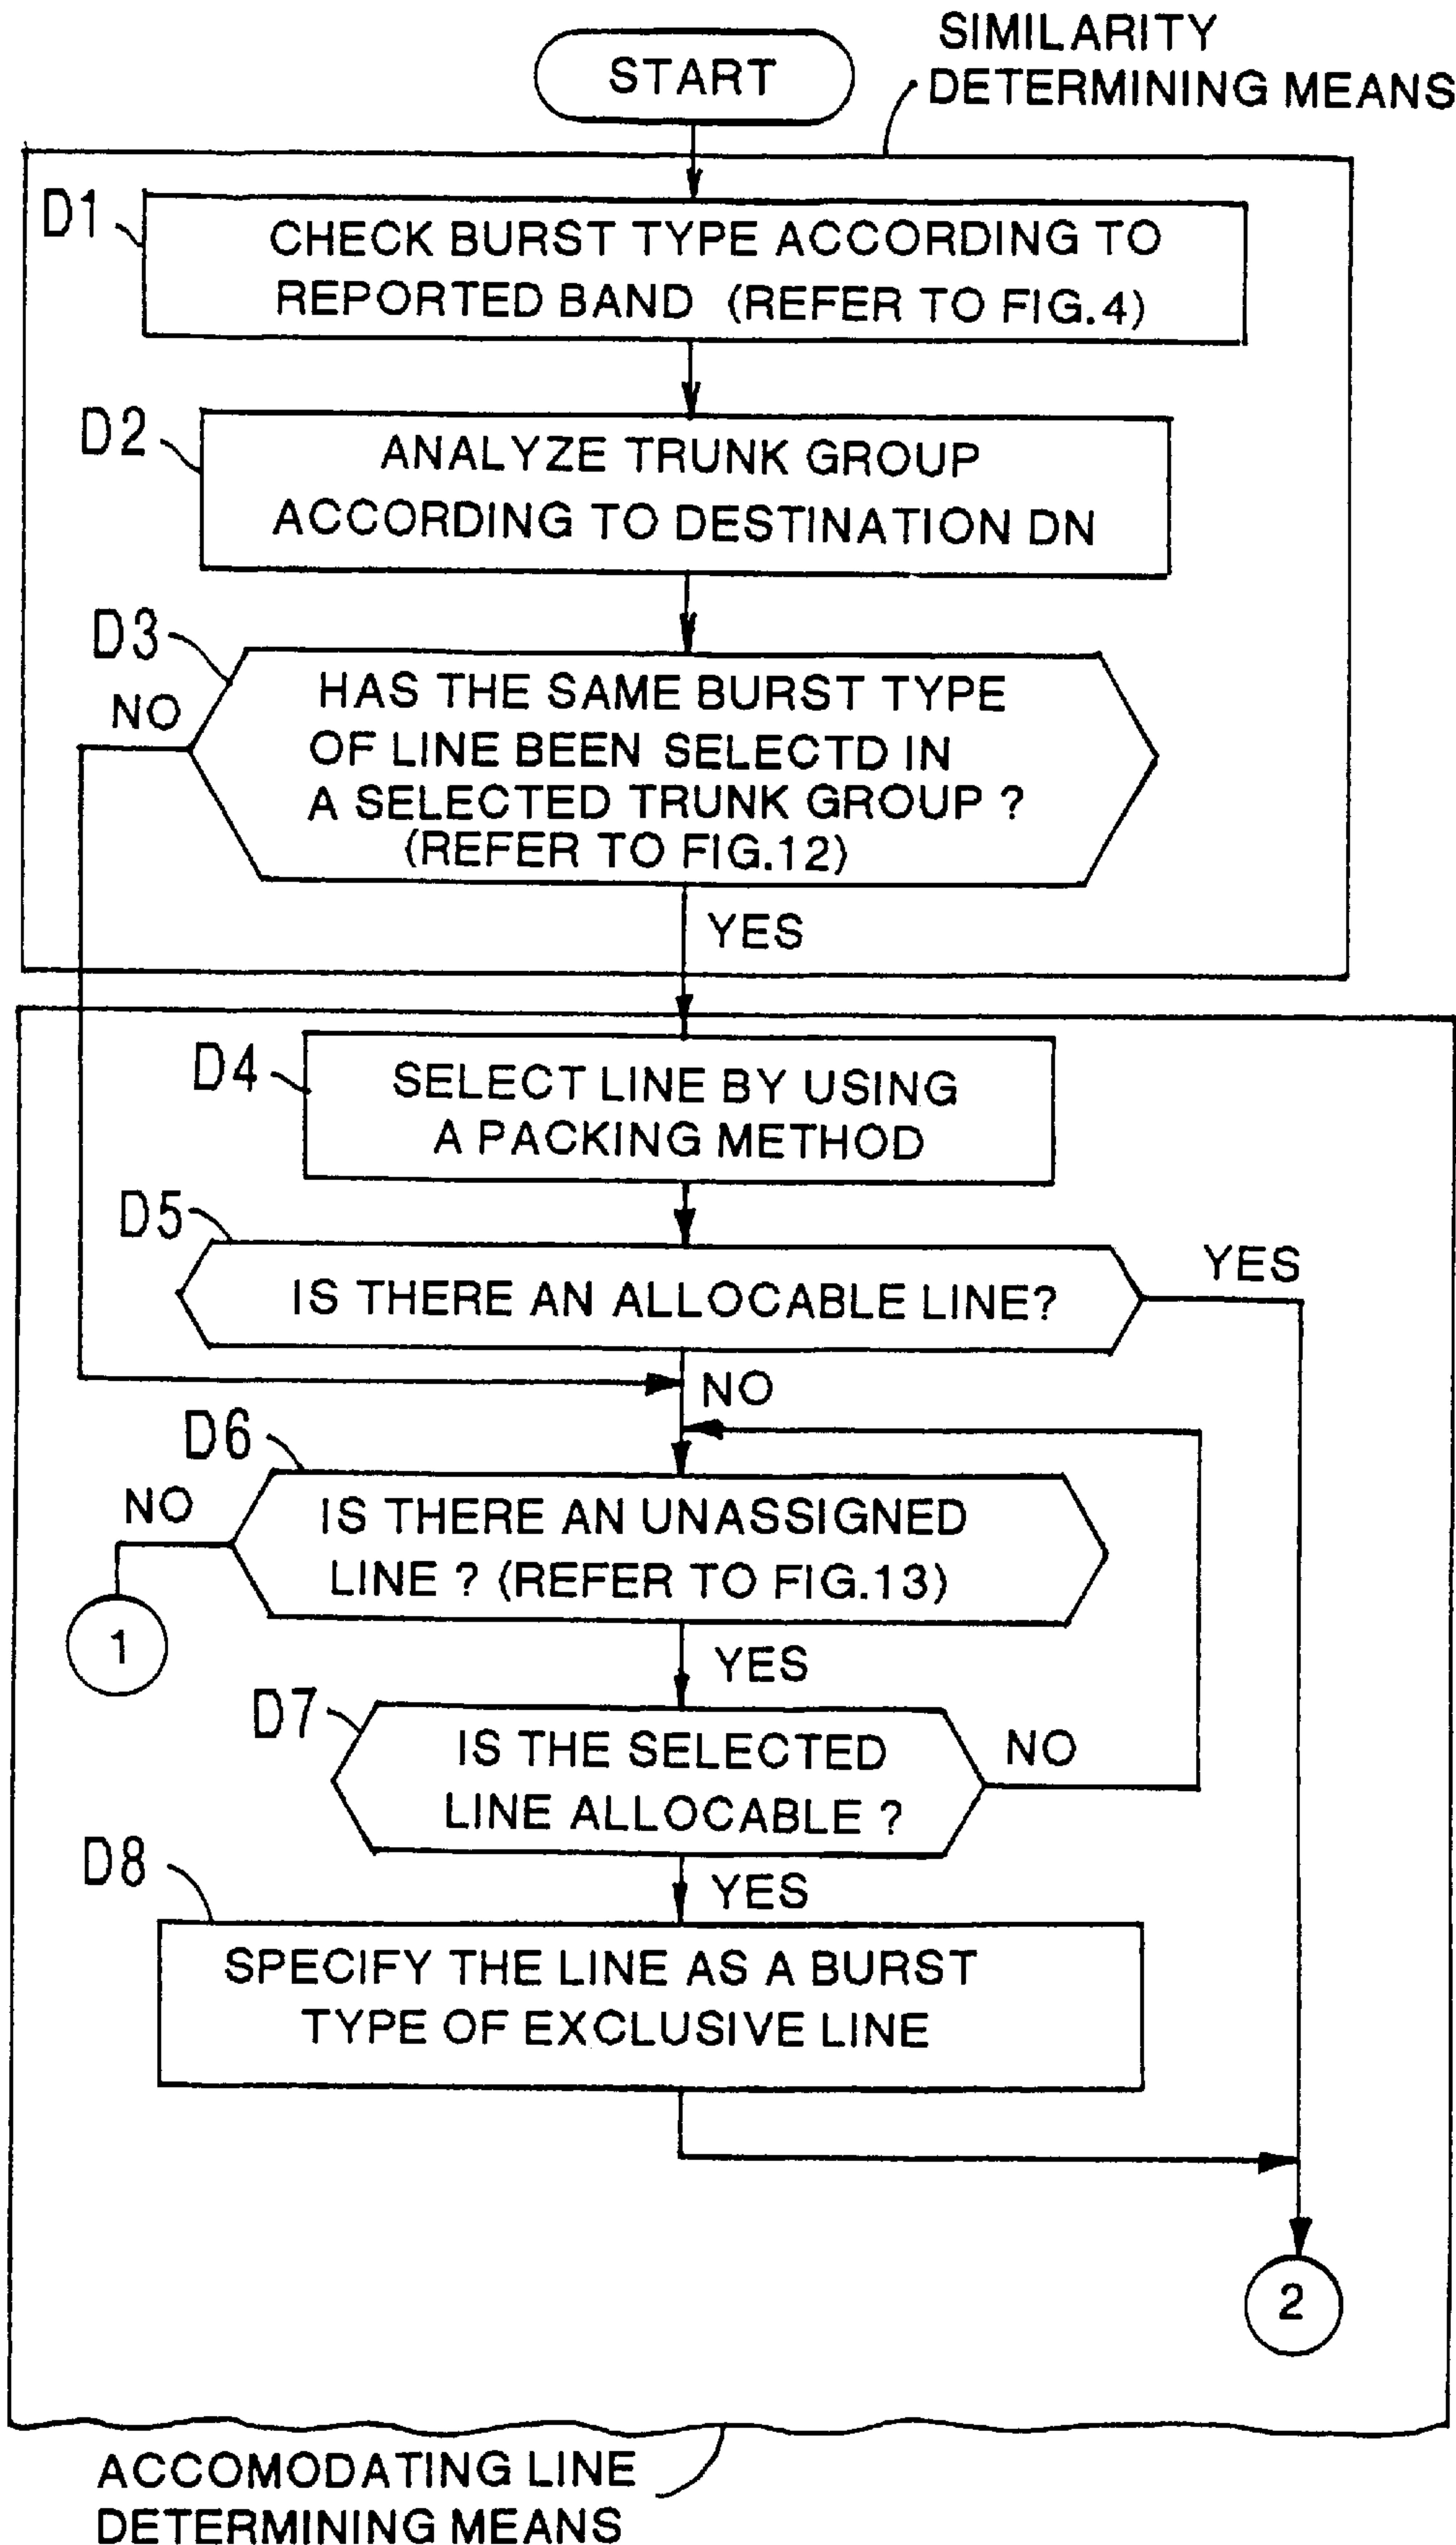 START
SIMILARITY
DETERMINING MEANS
D1
CHECK BURST TYPE ACCORDING TO
REPORTED BAND (REFER TO FIG.4)
D2
ANALYZE TRUNK GROUP
ACCORDING TO DESTINATION DN
D3
NO
HAS THE SAME BURST TYPE
OF LINE BEEN SELECTD IN
A SELECTED TRUNK GROUP ?
(REFER TO FIG.12)
YES
D4
SELECT LINE BY USING
A PACKING METHOD
D5
YES
IS THERE AN ALLOCABLE LINE?
NO
D6
NO
IS THERE AN UNASSIGNED
LINE ? (REFER TO FIG.13)
1
YES
D7
IS THE SELECTED
LINE ALLOCABLE ?
NO
D8
YES
SPECIFY THE LINE AS A BURST
TYPE OF EXCLUSIVE LINE
2
ACCOMODATING LINE
DETERMINING MEANS